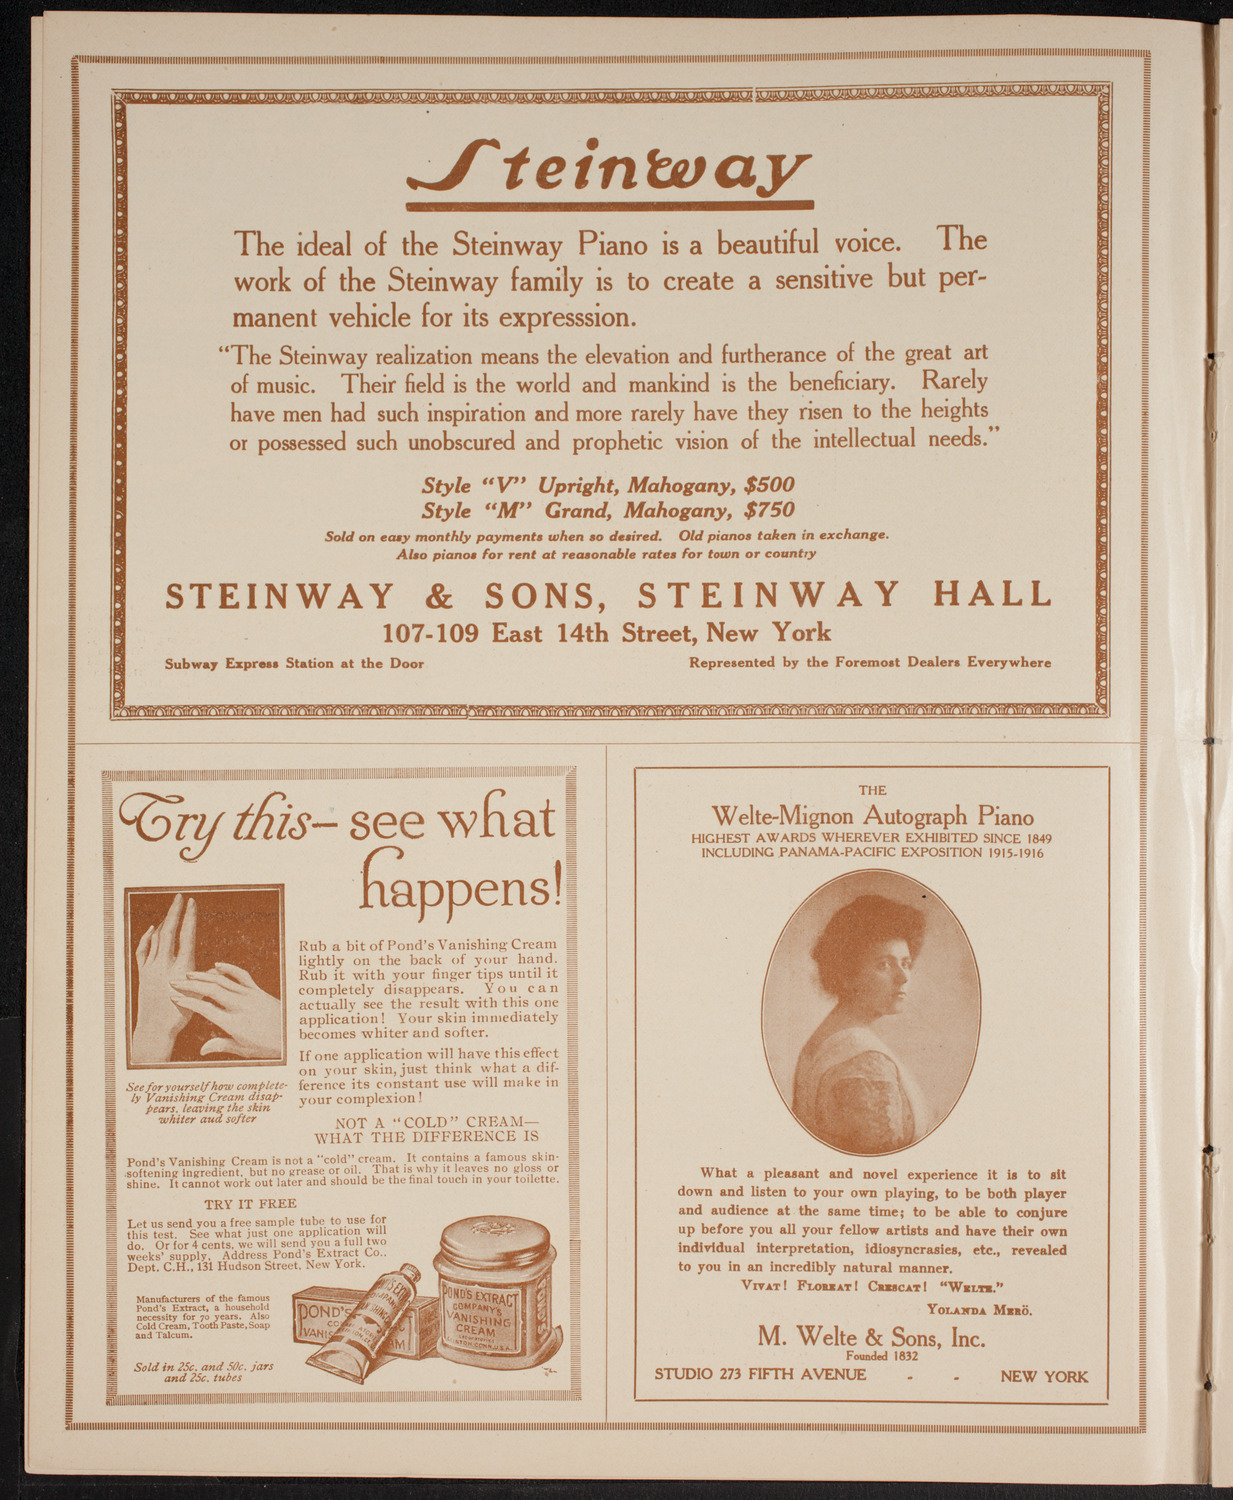 Steinway
The ideal of the Steinway Piano is a beautiful voice. The
work of the Steinway family is to create a sensitive but per-
manent vehicle for its expresssion.
“The Steinway realization means the elevation and furtherance of the great art
of music. Their field is the world and mankind is the beneficiary. Rarely
have men had such inspiration and more rarely have they risen to the heights
or possessed such unobscured and prophetic vision of the intellectual needs.”
Style “V” Upright, Mahogany, $500
Style “M” Grand, Mahogany, $750
Sold on easy monthly payments when so desired. Old pianos taken in exchange.
Also pianos for rent at reasonable rates for town or country
STEINWAY & SONS, STEINWAY HALL
107-109 East 14th Street, New York
Subway Express Station at the Door
Represented by the Foremost Dealers Everywhere
Try this—see what
happens!
Rub a bit of Pond's Vanishing Cream
lightly on the back of your hand.
Rub it with your finger tips until it
completely disappears. You can
actually see the result with this one
application! Your skin immediately
becomes whiter and softer.
If one application will have this effect
on your skin, just think what a dif-
ference its constant use will make in
your complexion!
See for yourself how complete-
ly Vanishing Cream disap-
pears, leaving the skin
whiter and softer
NOT A “COLD” CREAM—
WHAT THE DIFFERENCE IS
Pond's Vanishing Cream is not a “cold” cream. It contains a famous skin-
softening ingredient, but no grease or oil. That is why it leaves no gloss or
shine. It cannot work out later and should be the final touch in your toilette.
TRY IT FREE
Let us send you a free sample tube to use for
this test. See what just one application will
do. Or for 4 cents, we will send you a full two
weeks' supply. Address Pond's Extract Co.,
Dept. C.H., 131 Hudson Street, New York.
Manufacturers of the famous
Pond's Extract, a household
necessity for 70 years. Also
Cold Cream, Tooth Paste, Soap
and Talcum.
Sold in 25c. and 50c. jars
and 25c. tubes
POND'S
VANIS
POND'S EXTRACT
COMPANY'S
VANISHING
CREAM
THE
Welte-Mignon Autograph Piano
HIGHEST AWARDS WHEREVER EXHIBITED SINCE 1849
INCLUDING PANAMA-PACIFIC EXPOSITION 1915-1916
What a pleasant and novel experience it is to sit
down and listen to your own playing, to be both player
and audience at the same time; to be able to conjure
up before you all your fellow artists and have their own
individual interpretation, idiosyncrasies, etc., revealed
to you in an incredibly natural manner.
VIVAT! FLOREAT! CRESCAT! “WELTE.”
YOLANDA MERÖ.
M. Welte & Sons, Inc.
Founded 1832
STUDIO 273 FIFTH AVENUE - - NEW YORK